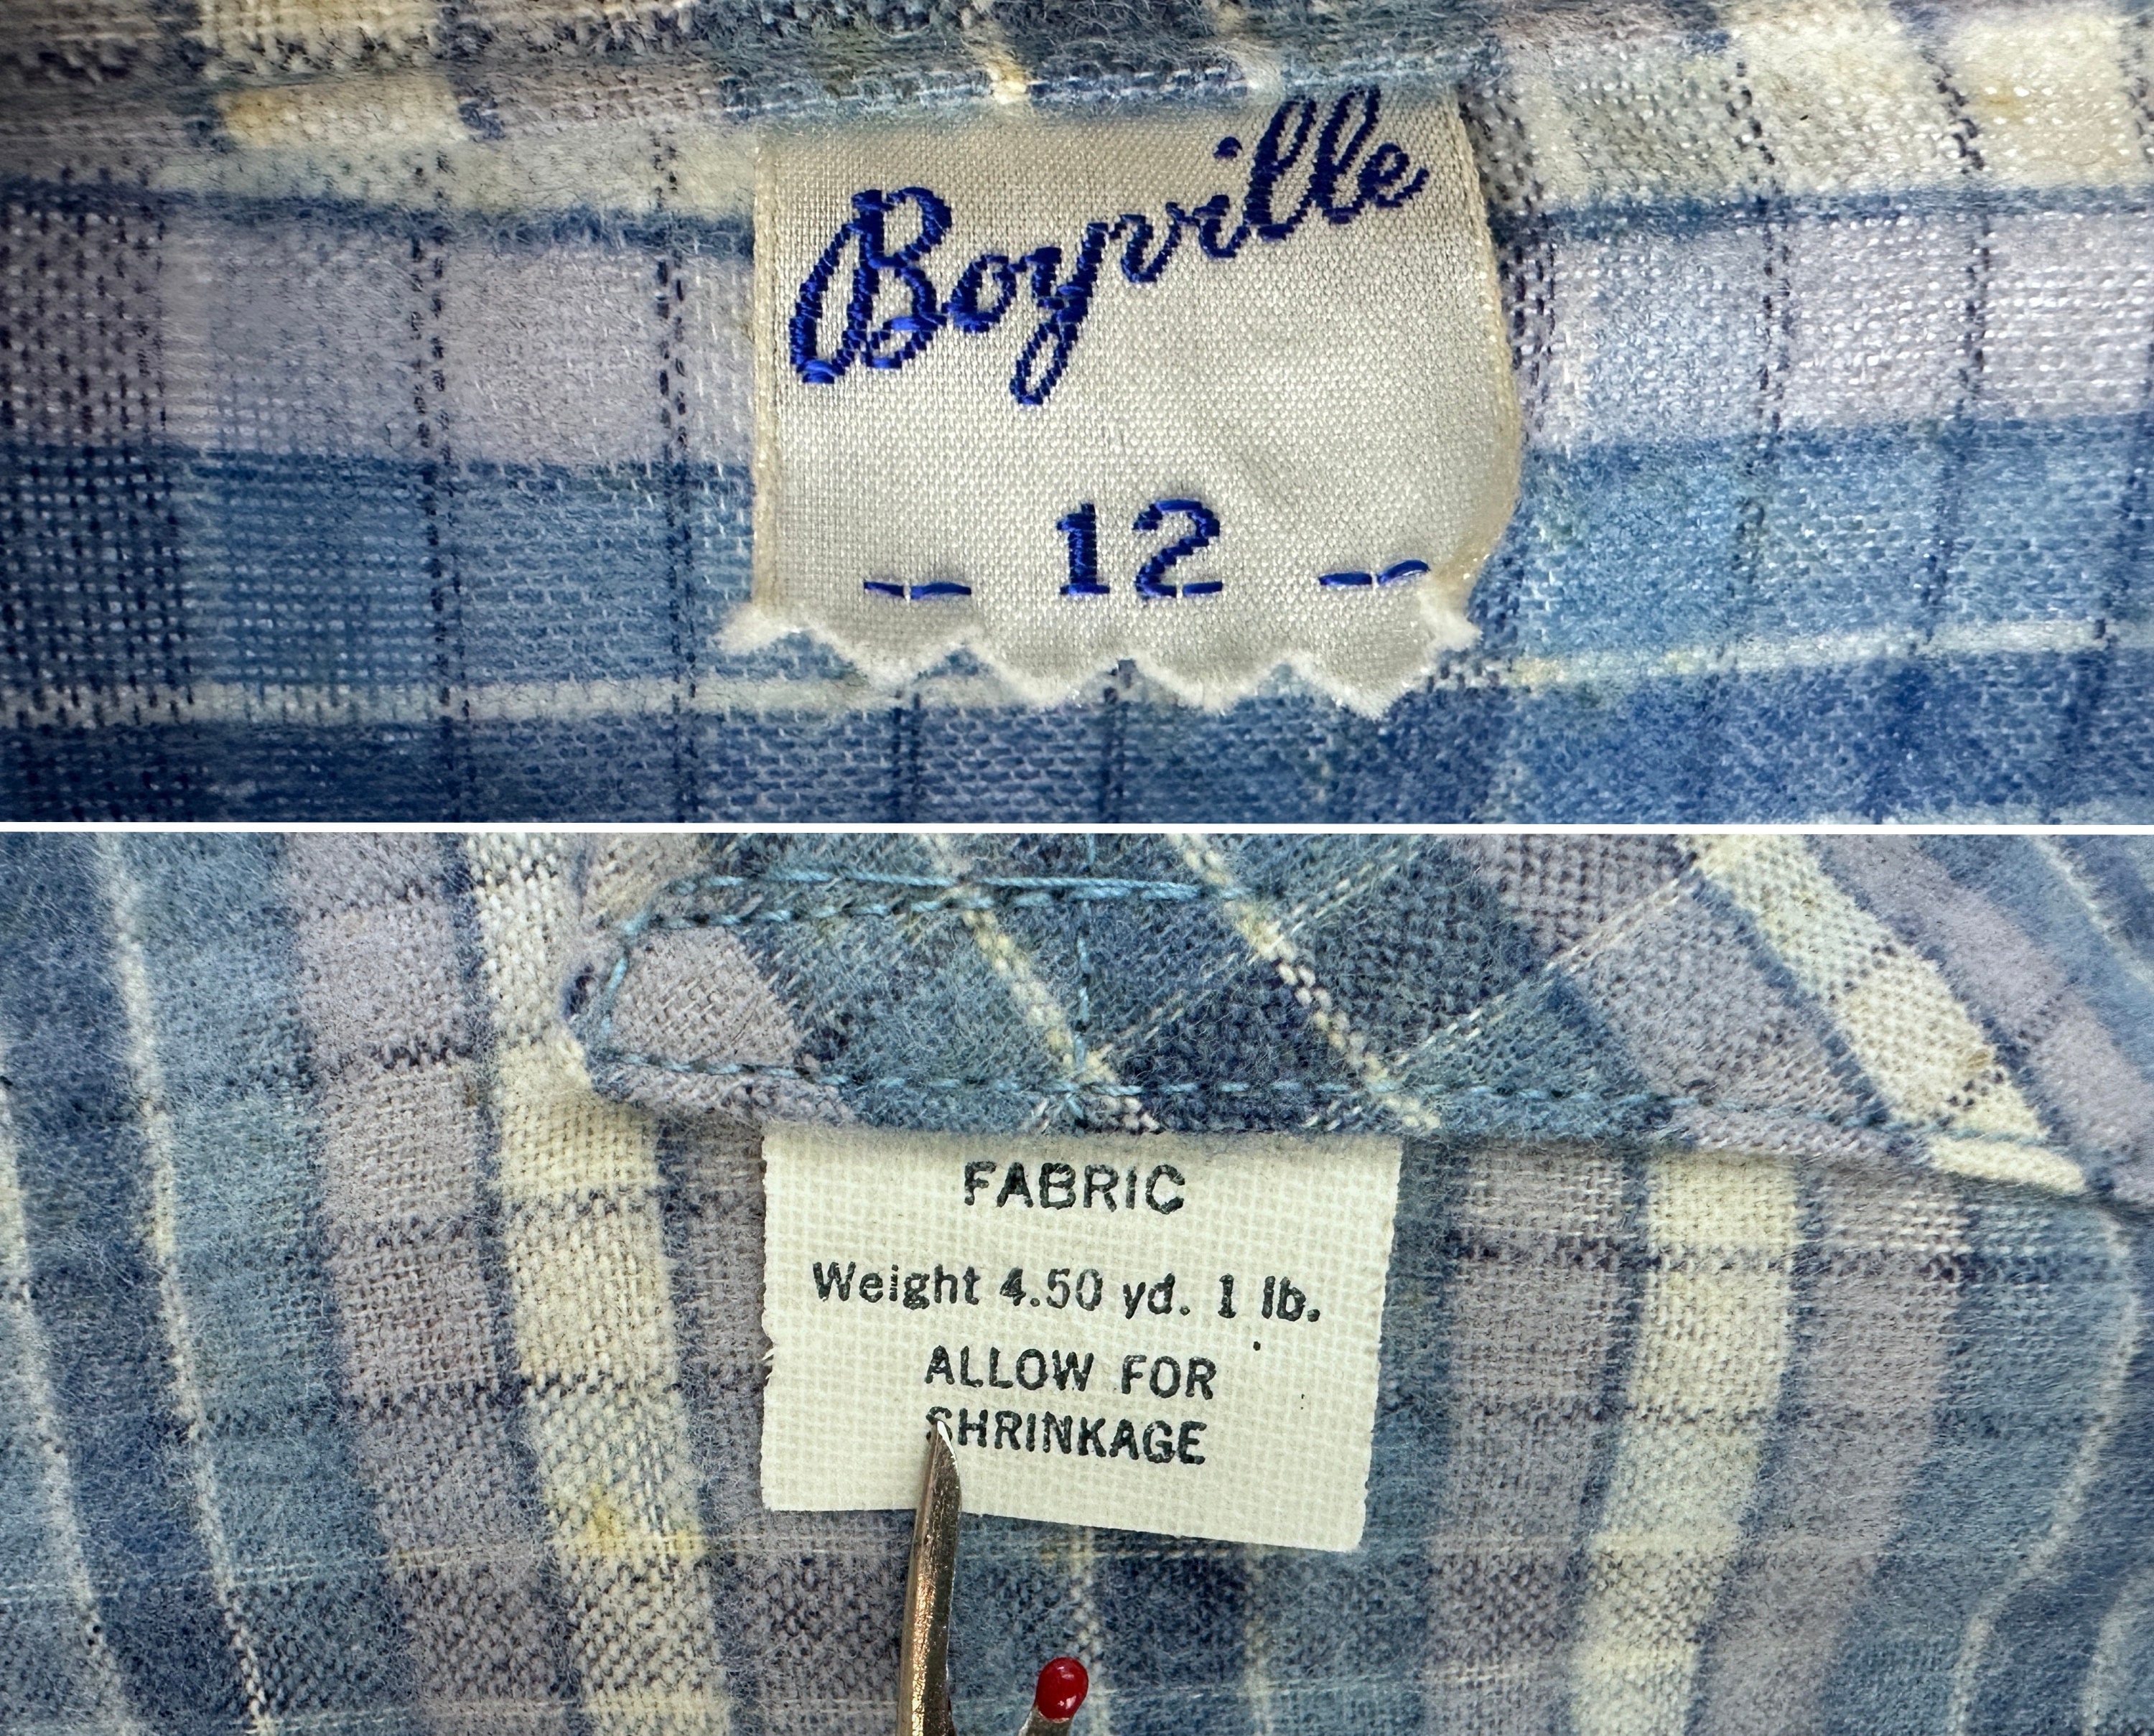 Boyville
- 12 -
FABRIC
Weight 4.50 yd. 1 lb.
ALLOW FOR
SHRINKAGE